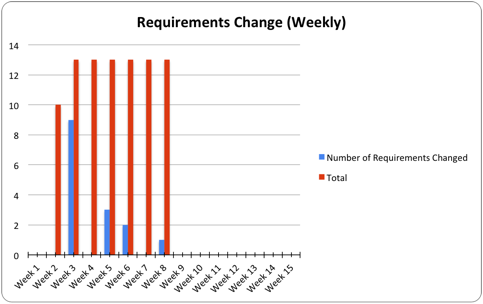 Requirements Change (Weekly)
14
12
10
8
6
4
2
0
Number of Requirements Changed
Total
Week 1
Week 2
Week 3
Week 4
Week 5
Week 6
Week 7
Week 8
Week 9
Week 10
Week 11
Week 12
Week 13
Week 14
Week 15